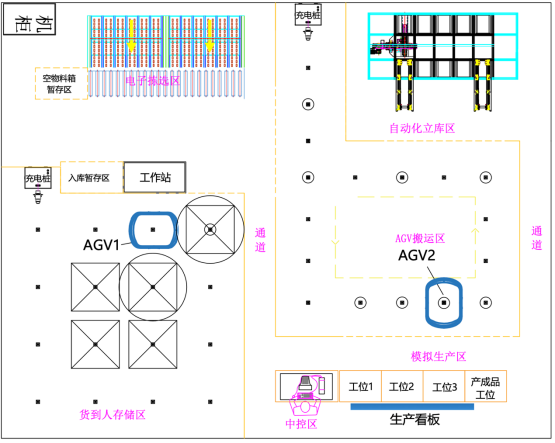 机柜
充电桩
空物料箱
暂存区
电子拣选区
自动化立库区
充电桩
入库暂存区
工作站
通道
通道
AGV1
AGV搬运区
AGV2
模拟生产区
工位1
工位2
工位3
产成品
工位
货到人存储区
中控区
生产看板